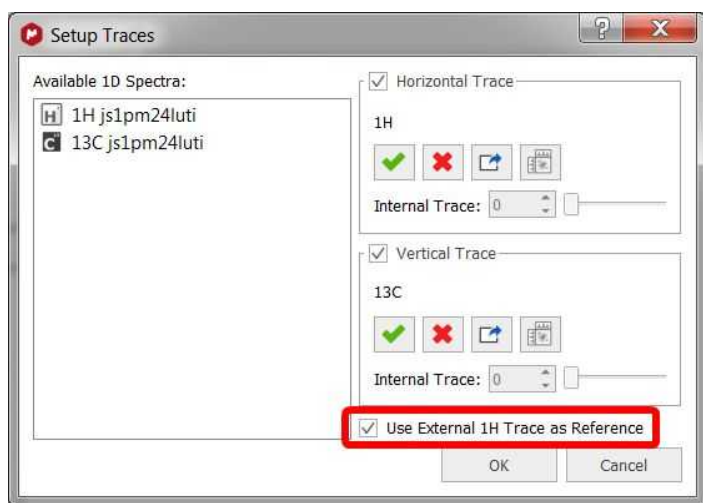 Setup Traces
Available 1D Spectra:
1H js1pm24luti
13C js1pm24luti
Horizontal Trace
1H
Internal Trace: 0
Vertical Trace
13C
Internal Trace: 0
Use External 1H Trace as Reference
OK Cancel